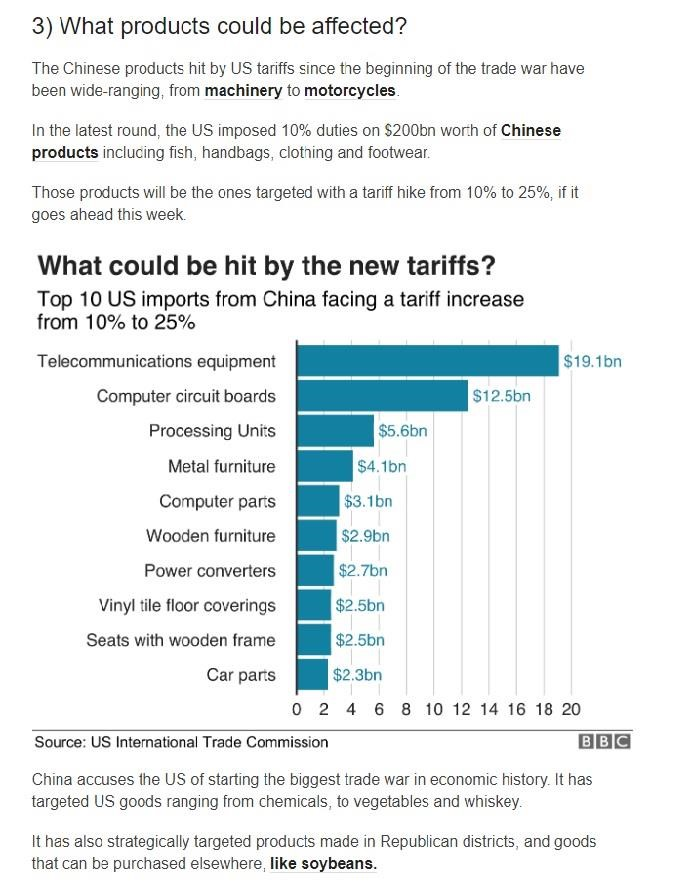 3) What products could be affected?
The Chinese products hit by US tariffs since the beginning of the trade war have
been wide-ranging, from machinery to motorcycles.
In the latest round, the US imposed 10% duties on $200bn worth of Chinese
products including fish, handbags, clothing and footwear.
Those products will be the ones targeted with a tariff hike from 10% to 25%, if it
goes ahead this week.
What could be hit by the new tariffs?
Top 10 US imports from China facing a tariff increase
from 10% to 25%
Telecommunications equipment $19.1bn
Computer circuit boards $12.5bn
Processing Units $5.6bn
Metal furniture $4.1bn
Computer parts $3.1bn
Wooden furniture $2.9bn
Power converters $2.7bn
Vinyl tile floor coverings $2.5bn
Seats with wooden frame $2.5bn
Car parts $2.3bn
0 2 4 6 8 10 12 14 16 18 20
Source: US International Trade Commission BBC
China accuses the US of starting the biggest trade war in economic history. It has
targeted US goods ranging from chemicals, to vegetables and whiskey.
It has also strategically targeted products made in Republican districts, and goods
that can be purchased elsewhere, like soybeans.